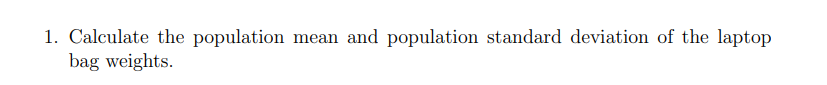 1. Calculate the population mean and population standard deviation of the laptop
bag weights.